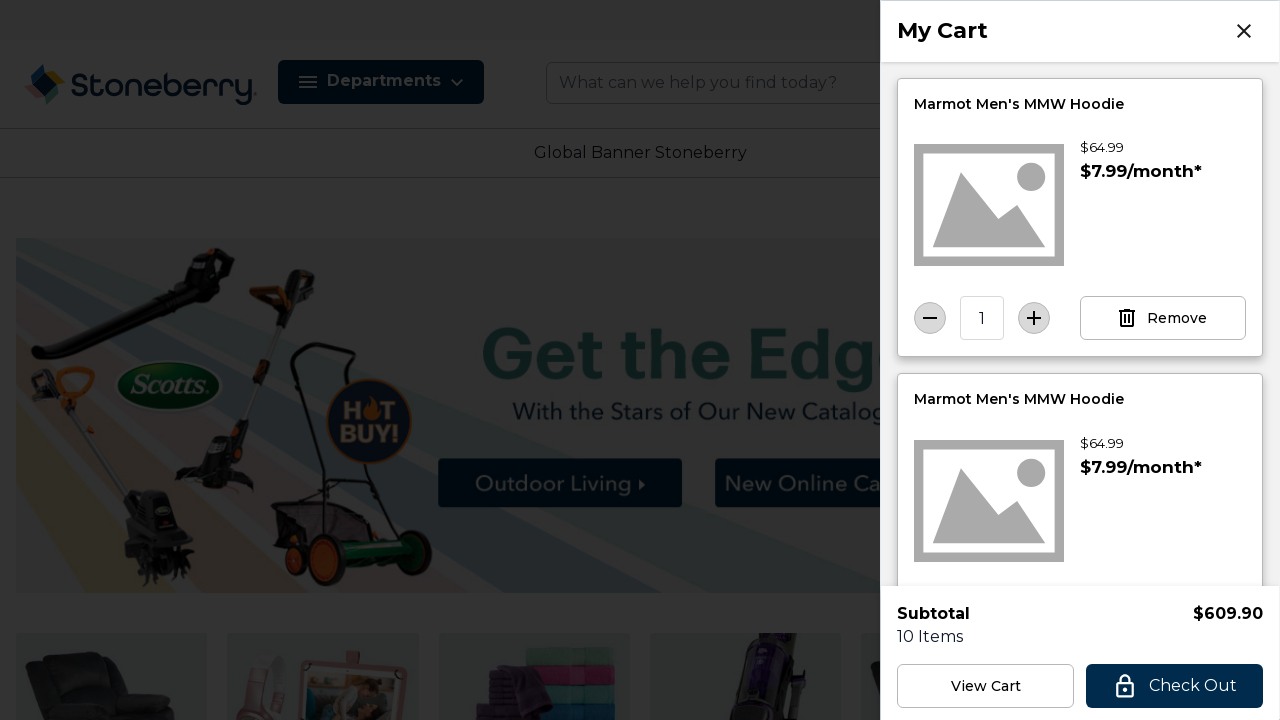 My Cart
Stoneberry
Departments
What can we help you find today?
Global Banner Stoneberry
Scotts
HOT
BUY!
Get the Edge
With the Stars of Our New Catalog
Outdoor Living
New Online Ca
Marmot Men's MMW Hoodie
$64.99
$7.99/month*
1
Remove
Marmot Men's MMW Hoodie
$64.99
$7.99/month*
Subtotal $609.90
10 Items
View Cart
Check Out